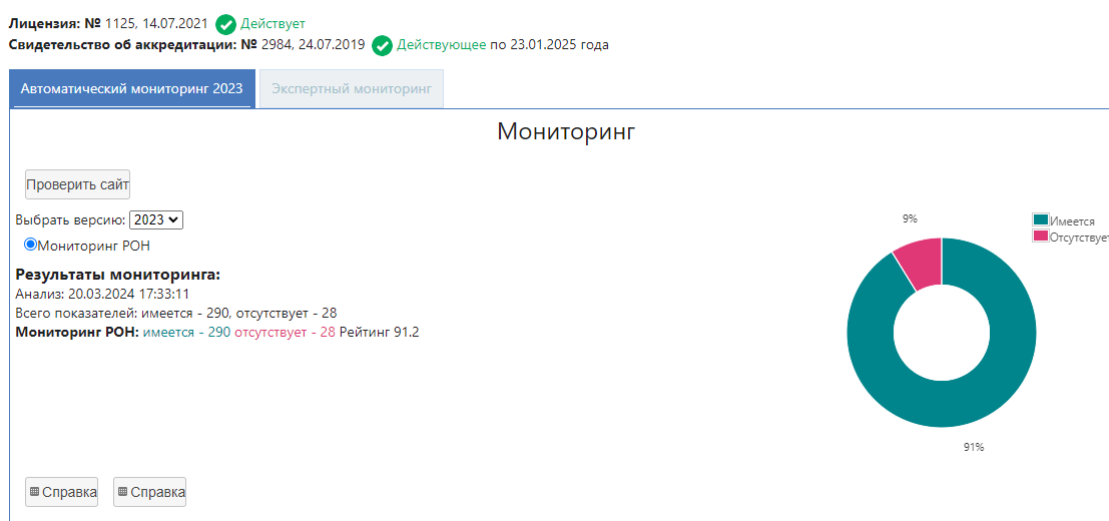 Лицензия: № 1125, 14.07.2021 Действует
Свидетельство об аккредитации: № 2984, 24.07.2019 Действующее по 23.01.2025 года
Автоматический мониторинг 2023 Экспертный мониторинг
Мониторинг
Проверить сайт
Выбрать версию: 2023
Мониторинг РОН
Результаты мониторинга:
Анализ: 20.03.2024 17:33:11
Всего показателей: имеется - 290, отсутствует - 28
Мониторинг РОН: имеется - 290 отсутствует - 28 Рейтинг 91.2
9%
Имеется
Отсутствует
91%
Справка Справка